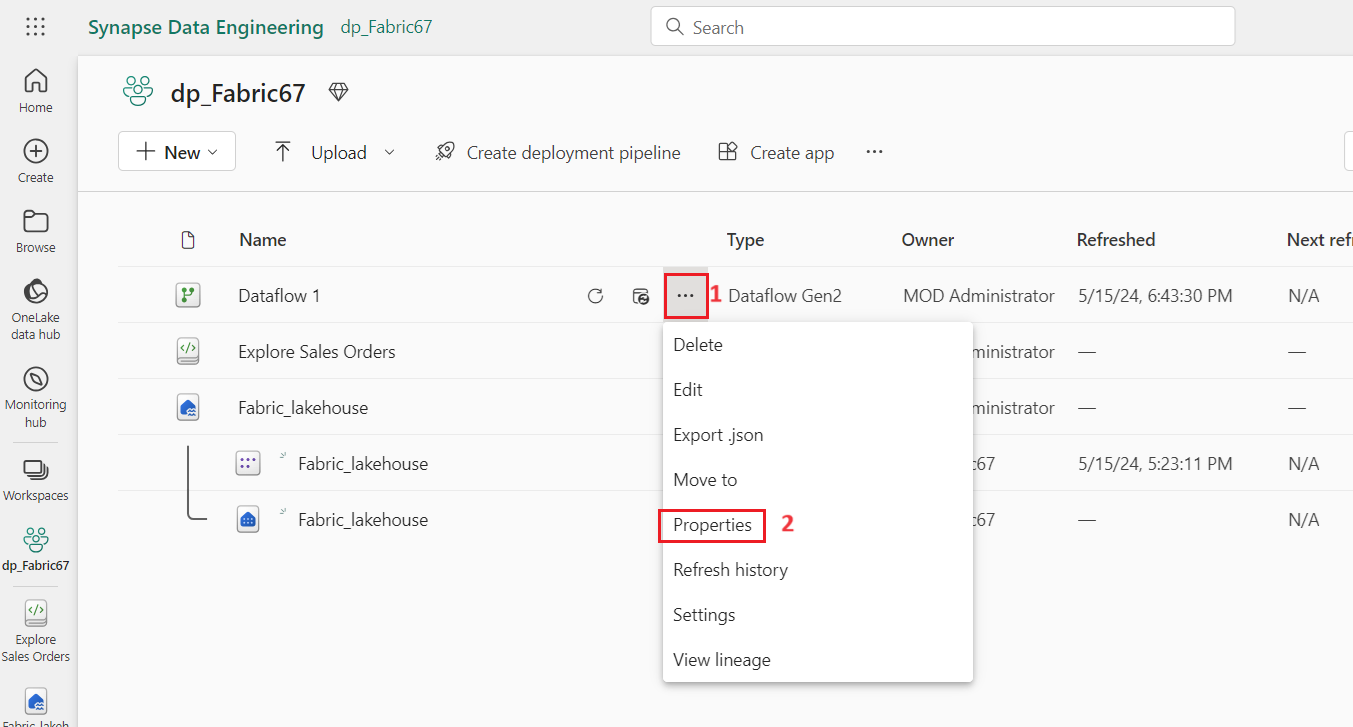 Synapse Data Engineering dp_Fabric67
Search
Home
Create
Browse
OneLake
data hub
Monitoring
hub
Workspaces
dp_Fabric67
Explore
Sales Orders
Fabric_lakeh
dp_Fabric67
New Upload Create deployment pipeline Create app ...
Name Type Owner Refreshed Next refr
Dataflow 1 ... 1 Dataflow Gen2 MOD Administrator 5/15/24, 6:43:30 PM N/A
Explore Sales Orders ministrator — —
Fabric_lakehouse ministrator — —
Fabric_lakehouse c67 5/15/24, 5:23:11 PM N/A
Fabric_lakehouse c67 — N/A
Delete
Edit
Export .json
Move to
Properties 2
Refresh history
Settings
View lineage